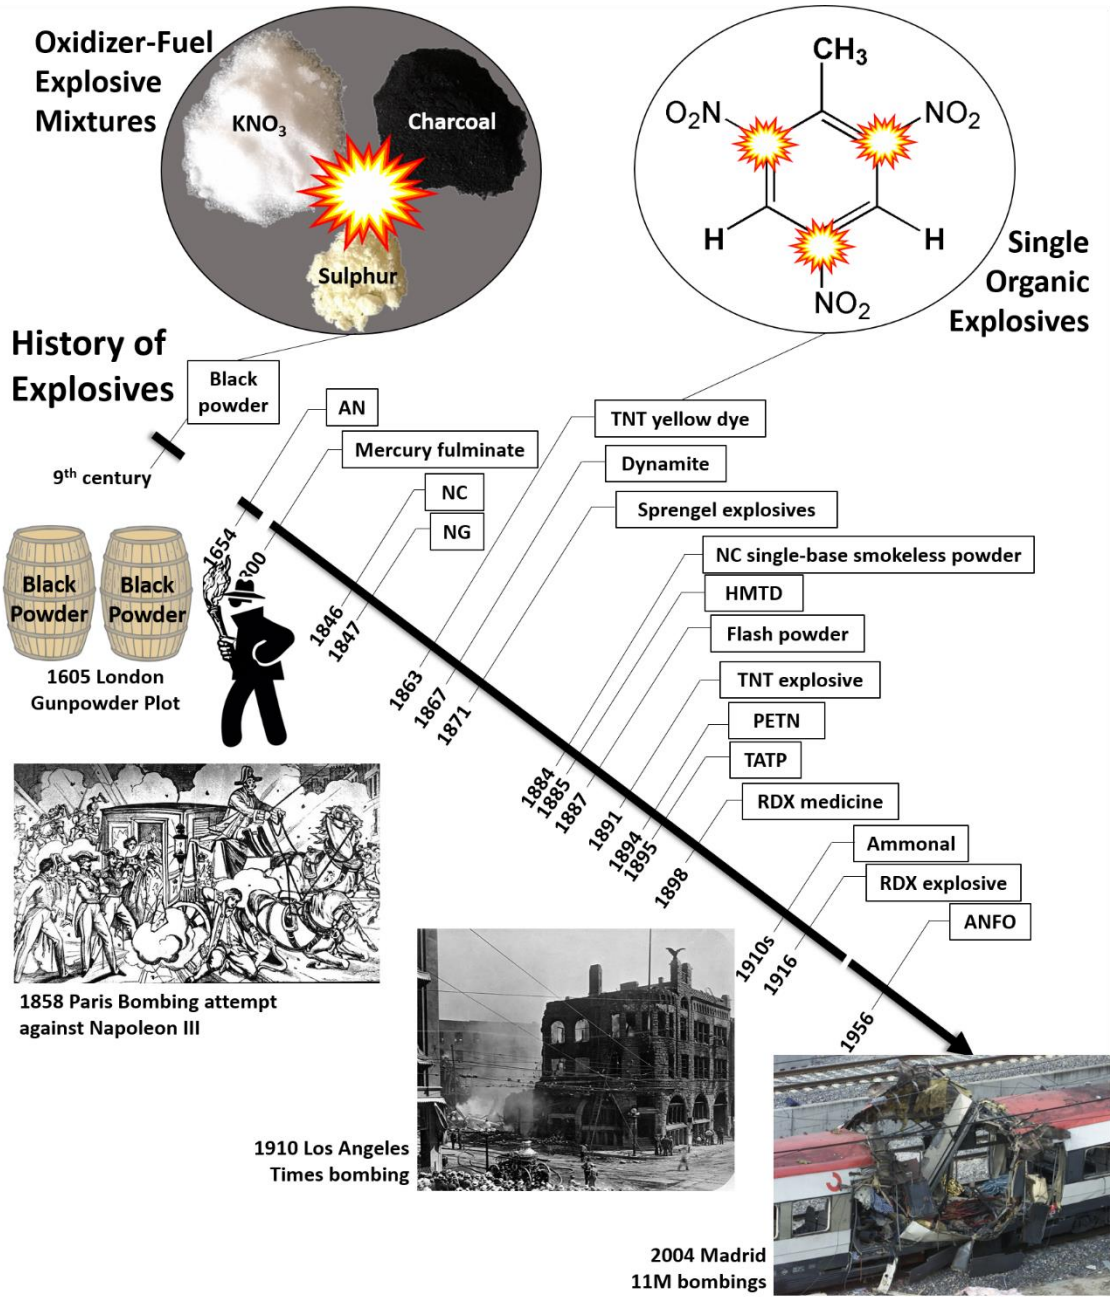 Oxidizer-Fuel
Explosive
Mixtures
KNO3
Charcoal
Sulphur
CH3
O2N
NO2
H
H
NO2
Single
Organic
Explosives
History of
Explosives
Black
powder
AN
Mercury fulminate
NC
NG
TNT yellow dye
Dynamite
Sprengel explosives
NC single-base smokeless powder
HMTD
Flash powder
TNT explosive
PETN
TATP
RDX medicine
Ammonal
RDX explosive
ANFO
9th century
1654
300
1846
1847
1863
1867
1871
1884
1885
1887
1891
1894
1895
1898
1910s
1916
1956
Black
Powder
Black
Powder
1605 London
Gunpowder Plot
1858 Paris Bombing attempt
against Napoleon III
1910 Los Angeles
Times bombing
2004 Madrid
11M bombings